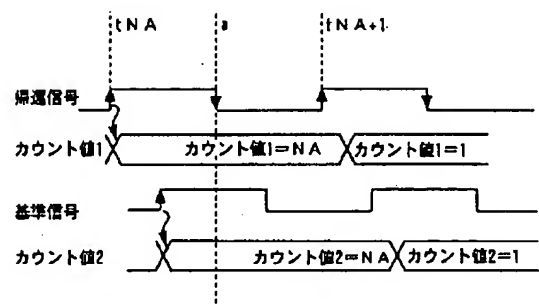 tNA a tNA+1
帰還信号
カウント値1 カウント値1=NA カウント値1=1
基準信号
カウント値2 カウント値2=NA カウント値2=1